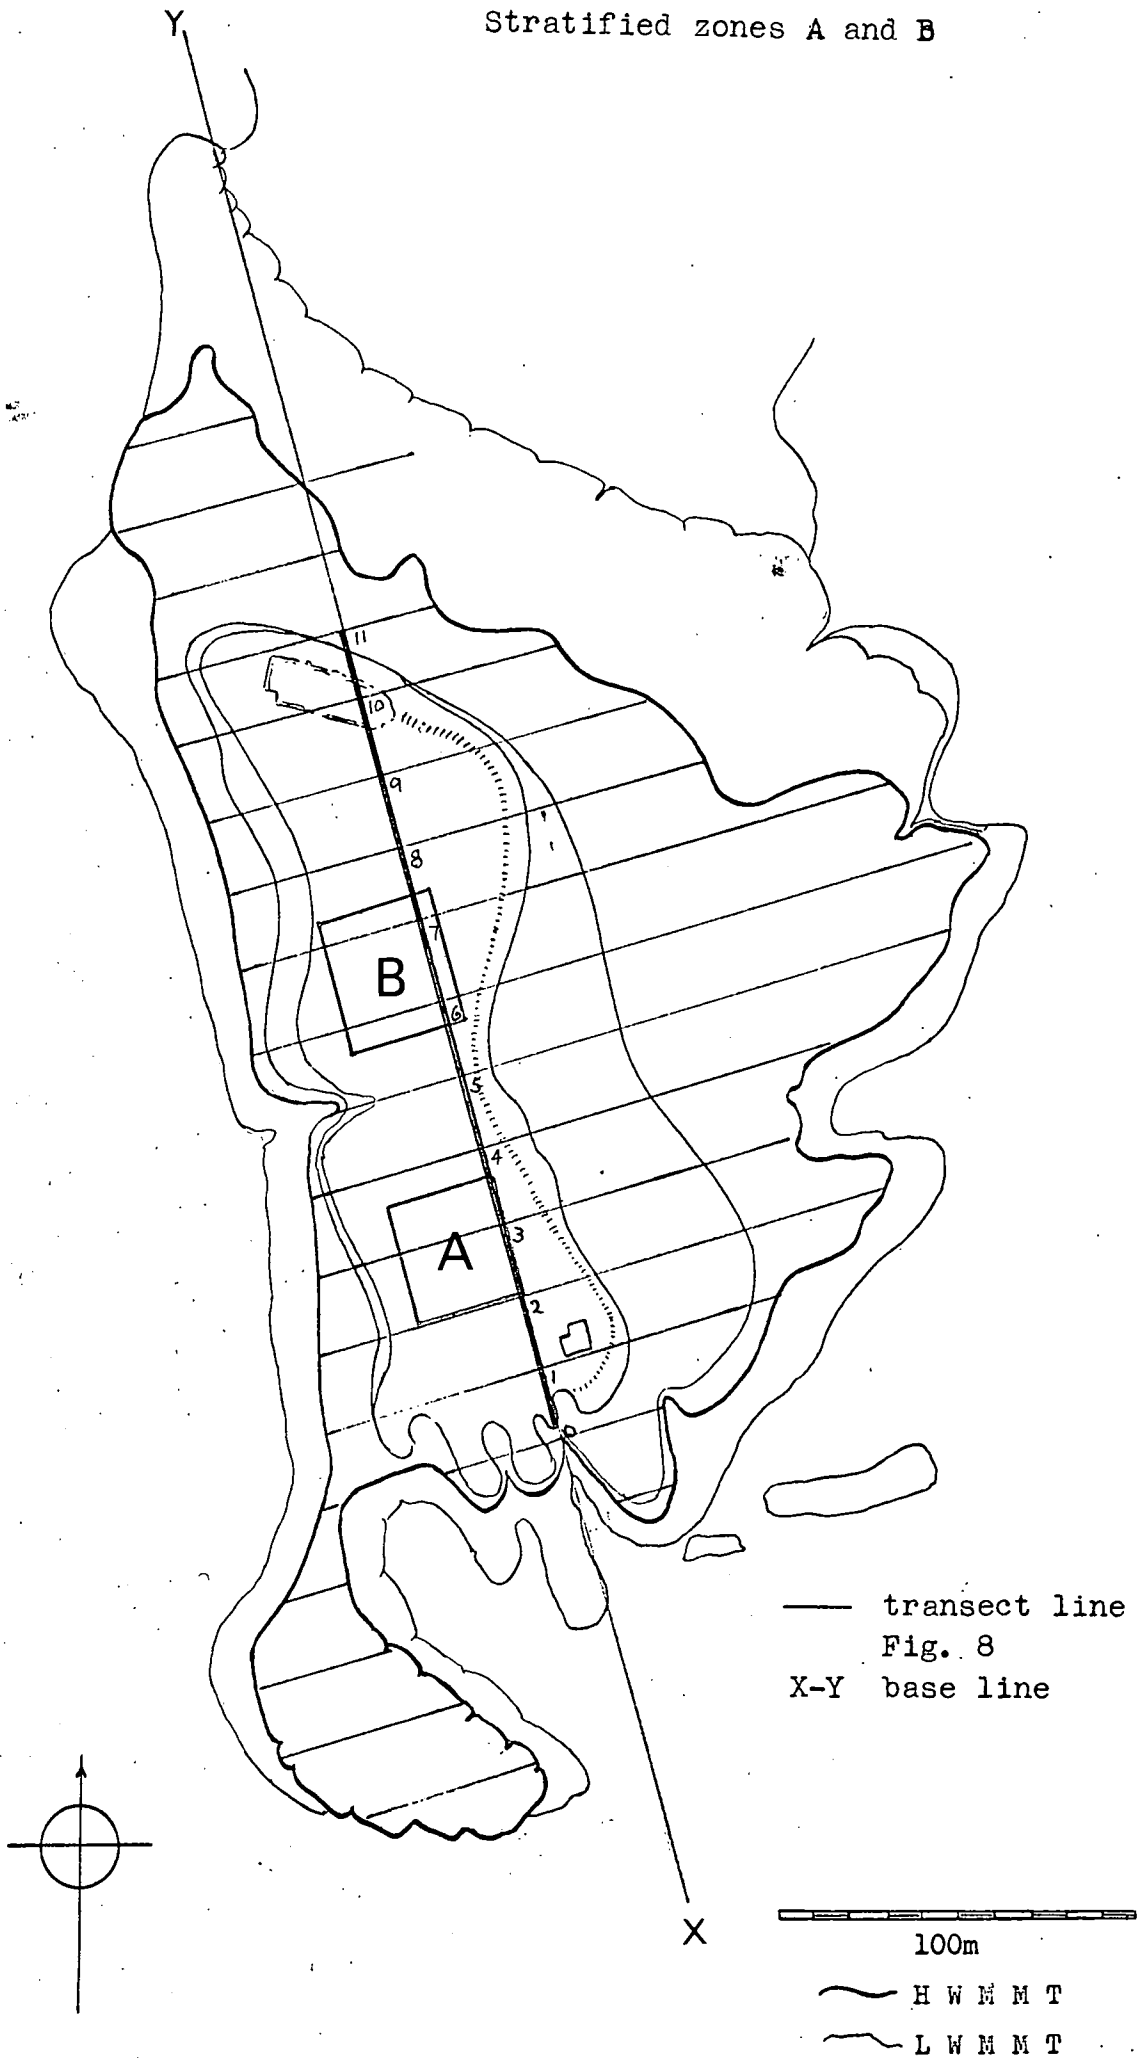 Stratified zones A and B
Y
11
10
9
8
7
B
6
5
4
A
3
2
1
0
transect line
Fig. 8
X-Y base line
X
100m
H W M M T
L W M M T